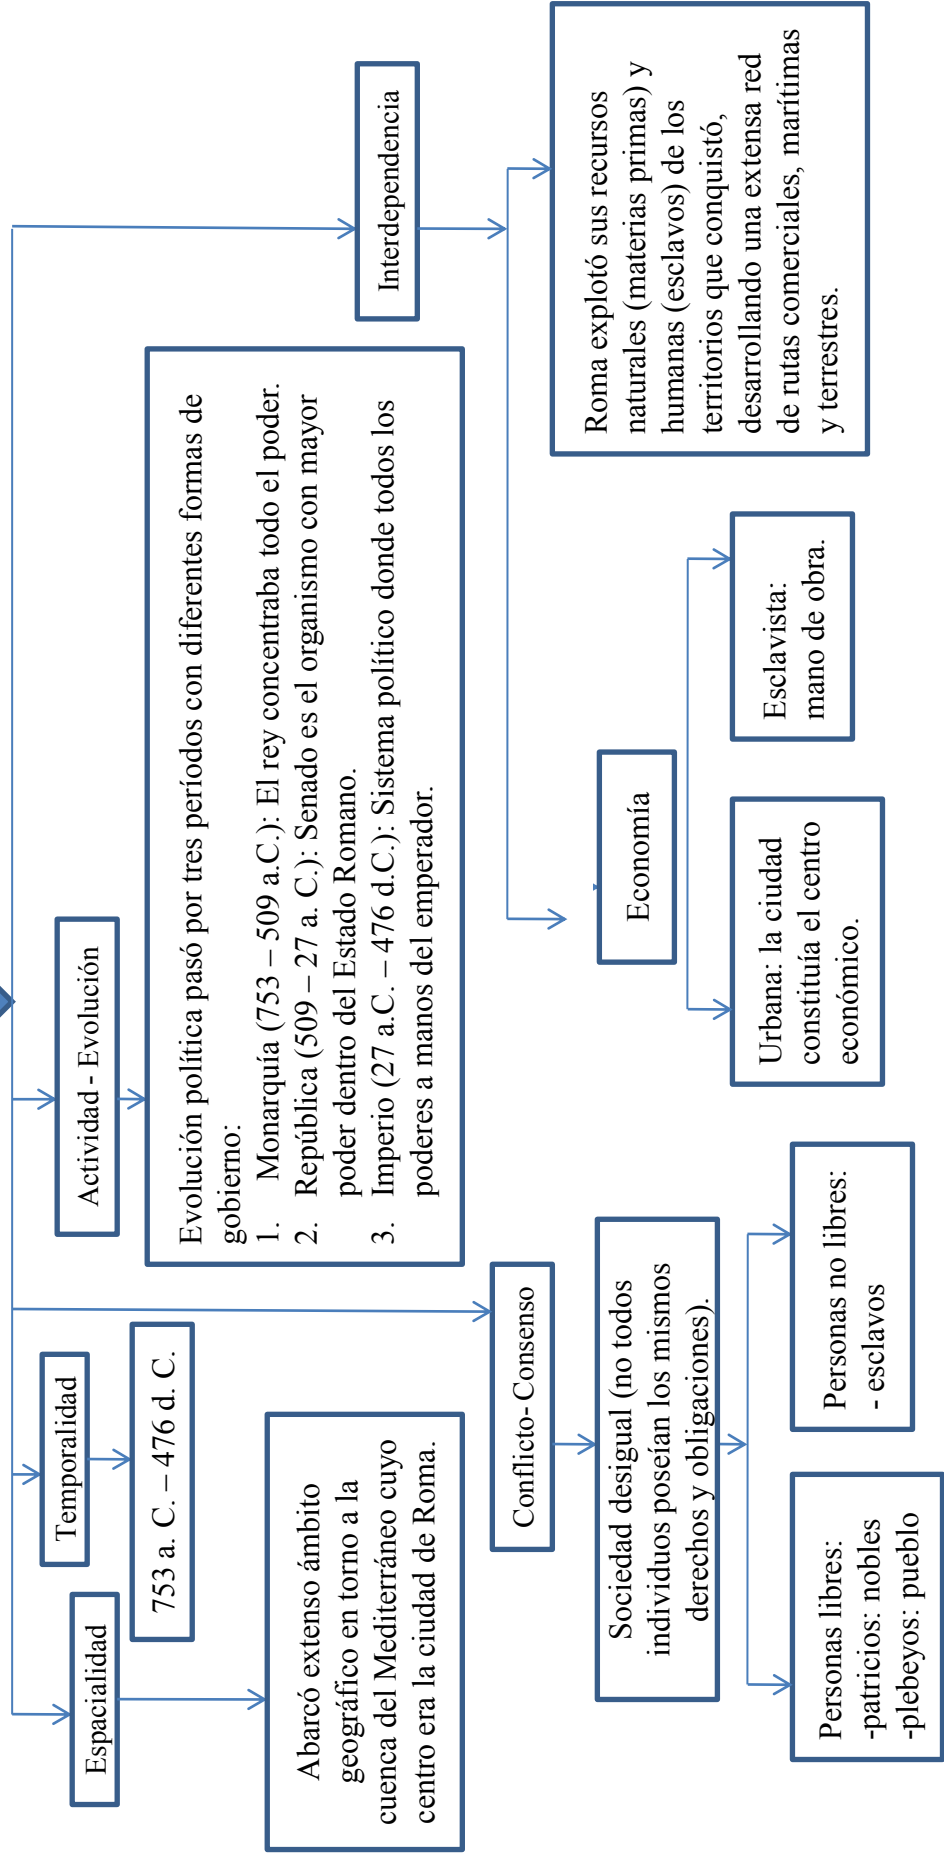 Espacialidad
Abarcó extenso ámbito
geográfico en torno a la
cuenca del Mediterráneo cuyo
centro era la ciudad de Roma.
Temporalidad
753 a. C. – 476 d. C.
Conflicto- Consenso
Sociedad desigual (no todos
individuos poseían los mismos
derechos y obligaciones).
Personas libres:
-patricios: nobles
-plebeyos: pueblo
Personas no libres:
- esclavos
Actividad - Evolución
Evolución política pasó por tres períodos con diferentes formas de
gobierno:
1. Monarquía (753 – 509 a.C.): El rey concentraba todo el poder.
2. República (509 – 27 a. C.): Senado es el organismo con mayor
poder dentro del Estado Romano.
3. Imperio (27 a.C. – 476 d.C.): Sistema político donde todos los
poderes a manos del emperador.
Interdependencia
Economía
Urbana: la ciudad
constituía el centro
económico.
Esclavista:
mano de obra.
Roma explotó sus recursos
naturales (materias primas) y
humanas (esclavos) de los
territorios que conquistó,
desarrollando una extensa red
de rutas comerciales, marítimas
y terrestres.